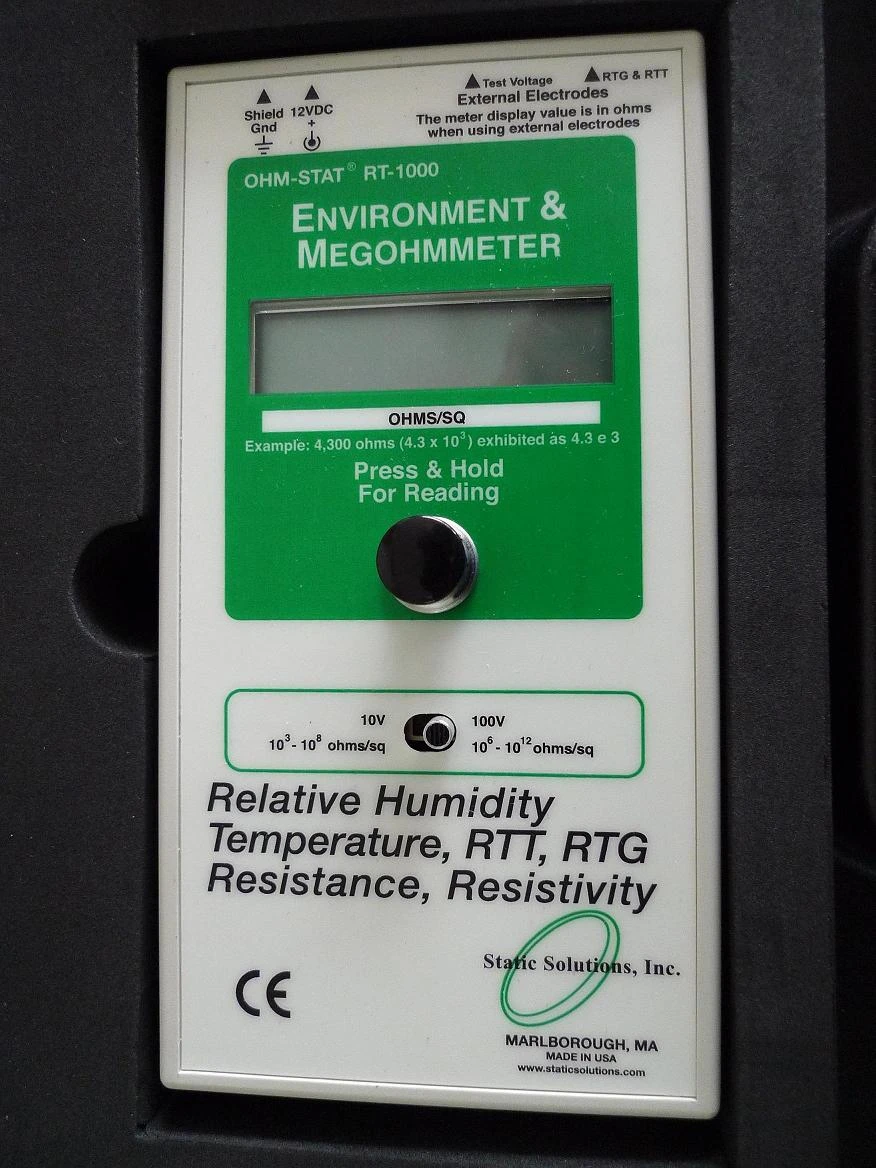 Shield 12VDC
Gnd +
Test Voltage RTG & RTT
External Electrodes
The meter display value is in ohms
when using external electrodes
OHM-STAT® RT-1000
ENVIRONMENT &
MEGOHMMETER
OHMS/SQ
Example: 4,300 ohms (4.3 x 10³) exhibited as 4.3 e 3
Press & Hold
For Reading
10V 100V
10³ - 10⁸ ohms/sq 10⁶ - 10¹² ohms/sq
Relative Humidity
Temperature, RTT, RTG
Resistance, Resistivity
Static Solutions, Inc.
CE
MARLBOROUGH, MA
MADE IN USA
www.staticsolutions.com